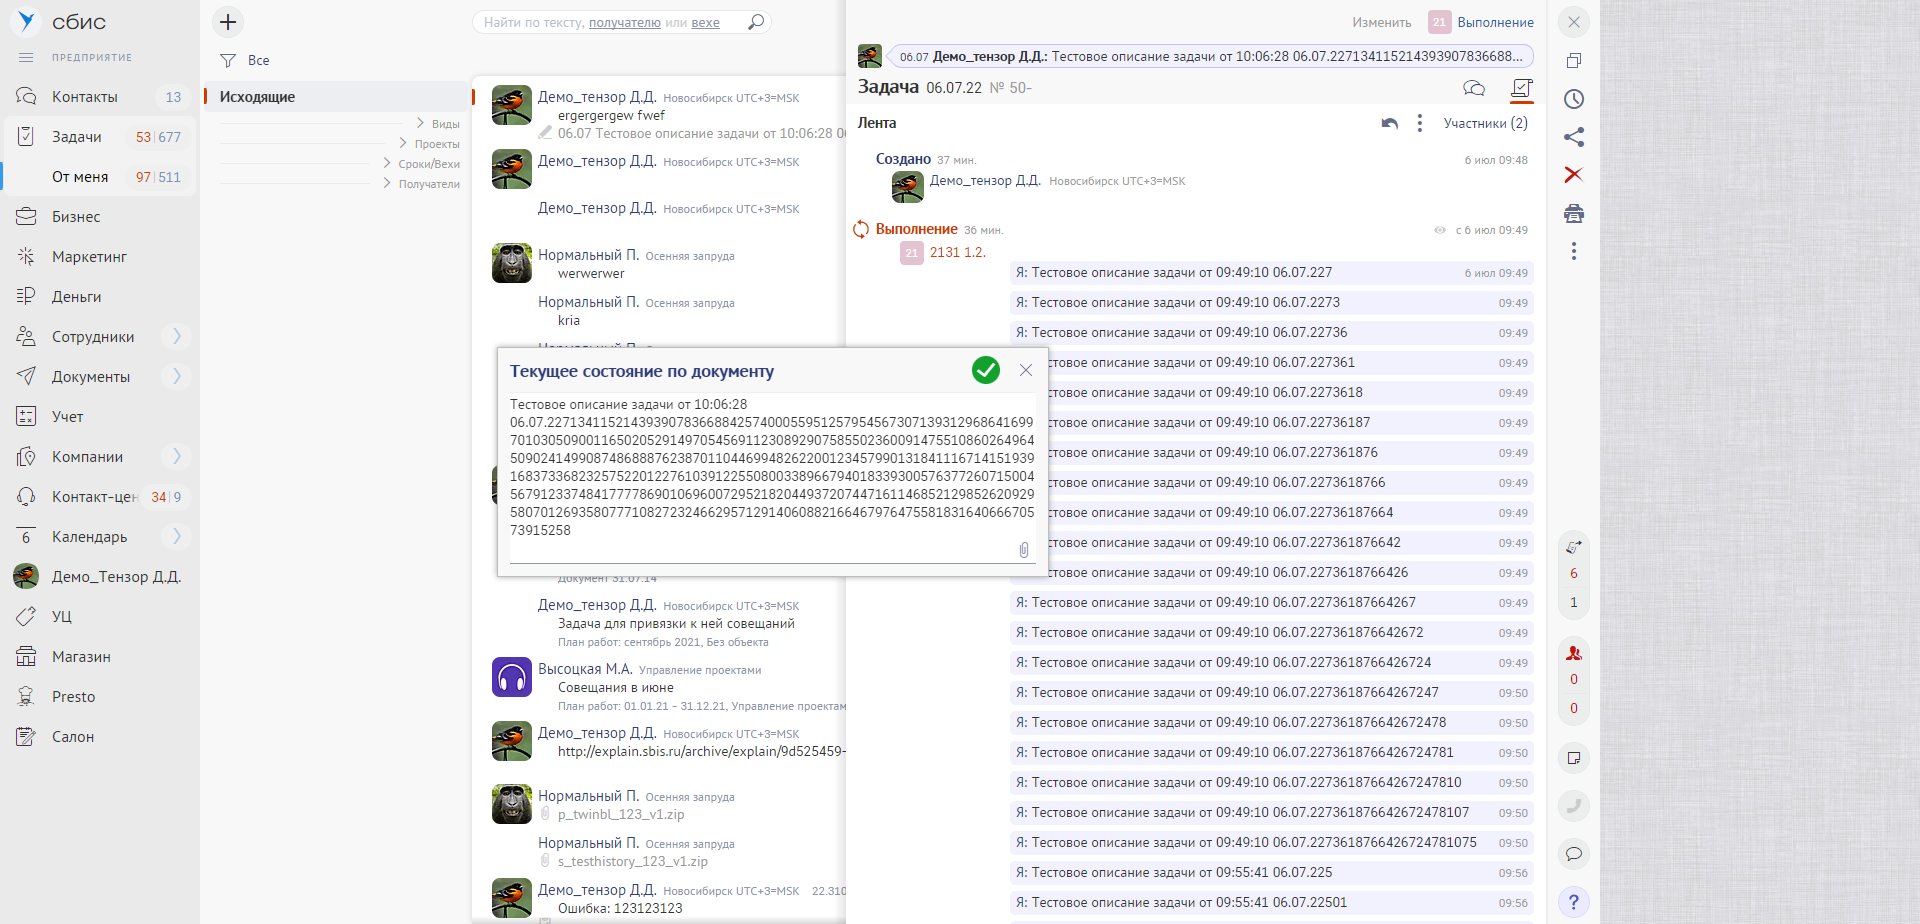 сбис
ПРЕДПРИЯТИЕ
Контакты 13
Задачи 53 677
От меня 97 511
Бизнес
Маркетинг
Деньги
Сотрудники
Документы
Учет
Компании
Контакт-цен 34 9
6 Календарь
Демо_Тензор Д.Д.
УЦ
Магазин
Presto
Салон
Найти по тексту, получателю или вехе
Все
Исходящие
Виды
Проекты
Сроки/Вехи
Получатели
Демо_тензор Д.Д. Новосибирск UTC+3=MSK
ergergergew fwef
06.07 Тестовое описание задачи от 10:06:28 0
Демо_тензор Д.Д. Новосибирск UTC+3=MSK
Демо_тензор Д.Д. Новосибирск UTC+3=MSK
Нормальный П. Осенняя запруда
werwerwer
Нормальный П. Осенняя запруда
kria
Документ 31.07.14
Демо_тензор Д.Д. Новосибирск UTC+3=MSK
Задача для привязки к ней совещаний
План работ: сентябрь 2021, Без объекта
Высоцкая М.А. Управление проектами
Совещания в июне
План работ: 01.01.21 - 31.12.21, Управление проектам
Демо_тензор Д.Д. Новосибирск UTC+3=MSK
http://explain.sbis.ru/archive/explain/9d525459-
Нормальный П. Осенняя запруда
p_twinbl_123_v1.zip
Нормальный П. Осенняя запруда
s_testhistory_123_v1.zip
Демо_тензор Д.Д. Новосибирск UTC+3=MSK 22.310
Ошибка: 123123123
Текущее состояние по документу
Тестовое описание задачи от 10:06:28
06.07.2271341152143939078366884257400055951257954567307139312968641699
7010305090011650205291497054569112308929075855023600914755108602649 64
50902414990874868887623870110446994826220012345799013184111671415193 9
16837336823257522012276103912255080033896679401833930057637726071500 4
56791233748417777869010696007295218204493720744716114685212985262092 9
580701269358077710827232466295712914060882166467976475581831640666705
73915258
Изменить 21 Выполнение
06.07 Демо_тензор Д.Д.: Тестовое описание задачи от 10:06:28 06.07.2271341152143939078366 88...
Задача 06.07.22 № 50-
Лента
Участники (2)
Создано 37 мин. 6 июл 09:48
Демо_тензор Д.Д. Новосибирск UTC+3=MSK
Выполнение 36 мин. с 6 июл 09:49
21 2131 1.2.
Я: Тестовое описание задачи от 09:49:10 06.07.227 6 июл 09:49
Я: Тестовое описание задачи от 09:49:10 06.07.2273 09:49
Я: Тестовое описание задачи от 09:49:10 06.07.22736 09:49
стовое описание задачи от 09:49:10 06.07.227361 09:49
стовое описание задачи от 09:49:10 06.07.2273618 09:49
стовое описание задачи от 09:49:10 06.07.22736187 09:49
стовое описание задачи от 09:49:10 06.07.227361876 09:49
стовое описание задачи от 09:49:10 06.07.2273618766 09:49
стовое описание задачи от 09:49:10 06.07.22736187664 09:49
стовое описание задачи от 09:49:10 06.07.227361876642 09:49
стовое описание задачи от 09:49:10 06.07.2273618766426 09:49
Я: Тестовое описание задачи от 09:49:10 06.07.22736187664267 09:49
Я: Тестовое описание задачи от 09:49:10 06.07.227361876642672 09:49
Я: Тестовое описание задачи от 09:49:10 06.07.2273618766426724 09:49
Я: Тестовое описание задачи от 09:49:10 06.07.22736187664267247 09:50
Я: Тестовое описание задачи от 09:49:10 06.07.227361876642672478 09:50
Я: Тестовое описание задачи от 09:49:10 06.07.2273618766426724781 09:50
Я: Тестовое описание задачи от 09:49:10 06.07.22736187664267247810 09:50
Я: Тестовое описание задачи от 09:49:10 06.07.227361876642672478107 09:50
Я: Тестовое описание задачи от 09:49:10 06.07.22736187664267247810 75 09:50
Я: Тестовое описание задачи от 09:55:41 06.07.225 09:56
Я: Тестовое описание задачи от 09:55:41 06.07.22501 09:56
6
1
0
0
?